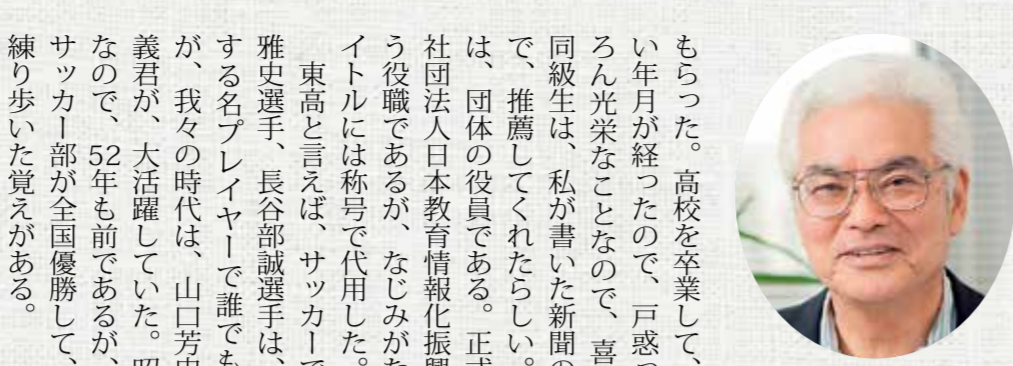 もらった。高校を卒業して、
い年月が経ったので、戸惑っ
ろん光栄なことなので、喜
同級生は、私が書いた新聞の
で、推薦してくれたらしい。
は、団体の役員である。正式
社団法人日本教育情報化振興
う役職であるが、なじみがな
イトルには称号で代用した。
東高と言えば、サッカーで
雅史選手、長谷部誠選手は、
する名プレイヤーで誰でも
が、我々の時代は、山口芳忠
義君が、大活躍していた。昭
なので、52年も前であるが、
サッカー部が全国優勝して、
練り歩いた覚えがある。